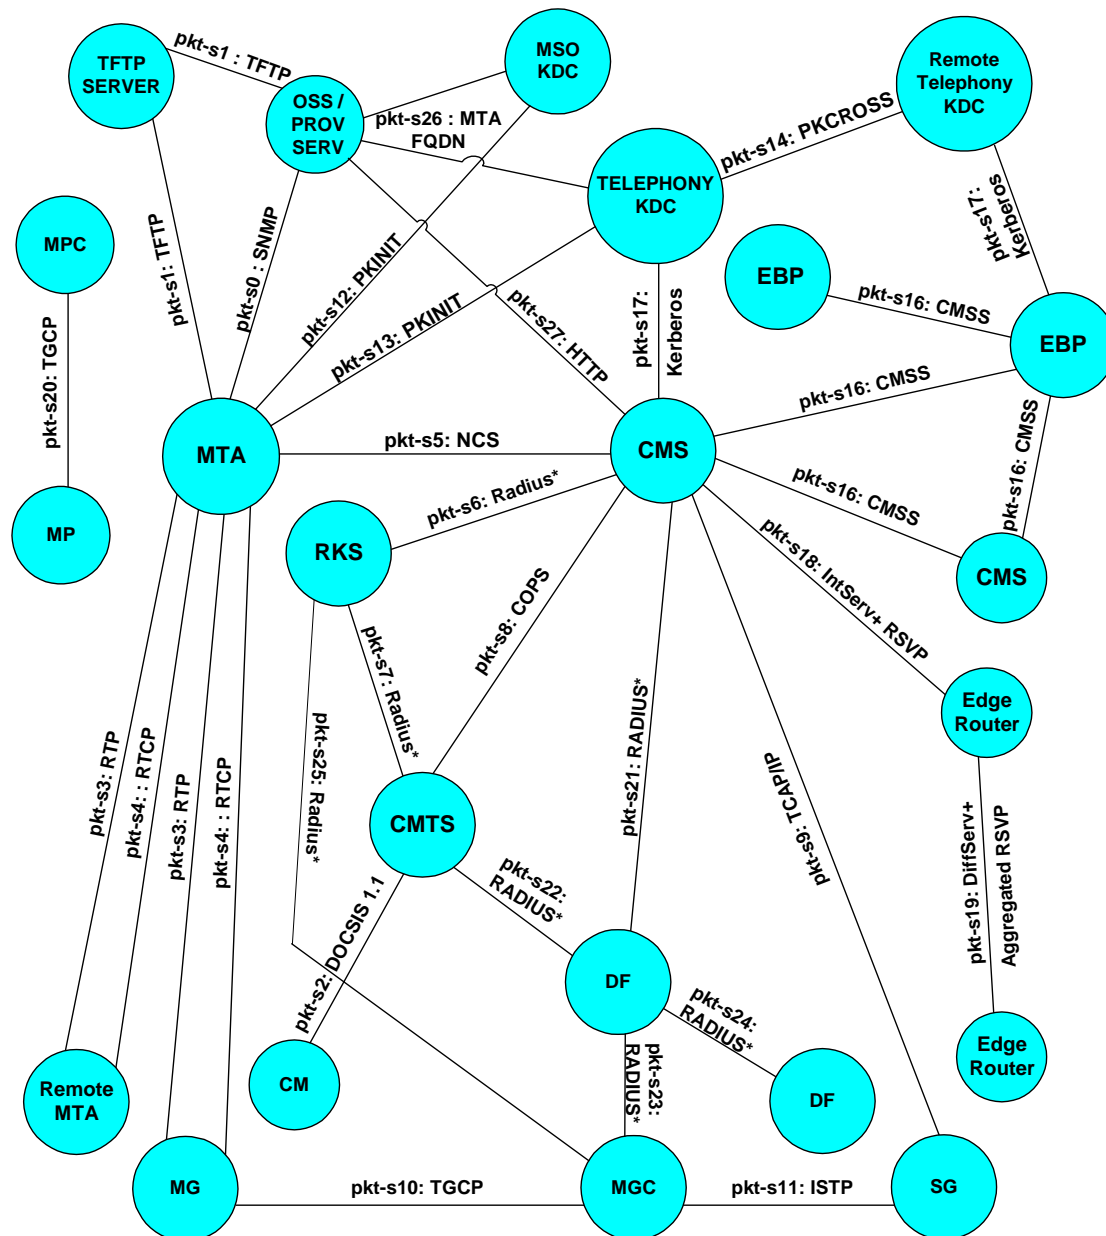 TFTP
SERVER
pkt-s1 : TFTP
OSS /
PROV
SERV
MSO
KDC
Remote
Telephony
KDC
pkt-s26 : MTA
FQDN
pkt-s14: PKCROSS
TELEPHONY
KDC
pkt-s17:
Kerberos
MPC
EBP
pkt-s1: TFTP
pkt-s0 : SNMP
pkt-s12: PKINIT
pkt-s13: PKINIT
pkt-s27: HTTP
pkt-s17:
Kerberos
pkt-s16: CMSS
EBP
pkt-s20: TGCP
pkt-s16: CMSS
pkt-s16: CMSS
MTA
pkt-s5: NCS
CMS
pkt-s6: Radius*
pkt-s16: CMSS
MP
RKS
pkt-s18: IntServ+ RSVP
CMS
pkt-s8: COPS
pkt-s7: Radius*
pkt-s25: Radius*
pkt-s21: RADIUS*
pkt-s9: TCAP/IP
Edge
Router
pkt-s3: RTP
pkt-s4: : RTCP
pkt-s3: RTP
pkt-s4: : RTCP
CMTS
pkt-s19: DiffServ+
Aggregated RSVP
pkt-s22:
RADIUS*
pkt-s2: DOCSIS 1.1
DF
pkt-s24:
RADIUS*
pkt-s23:
RADIUS*
Edge
Router
Remote
MTA
CM
DF
MG
pkt-s10: TGCP
MGC
pkt-s11: ISTP
SG